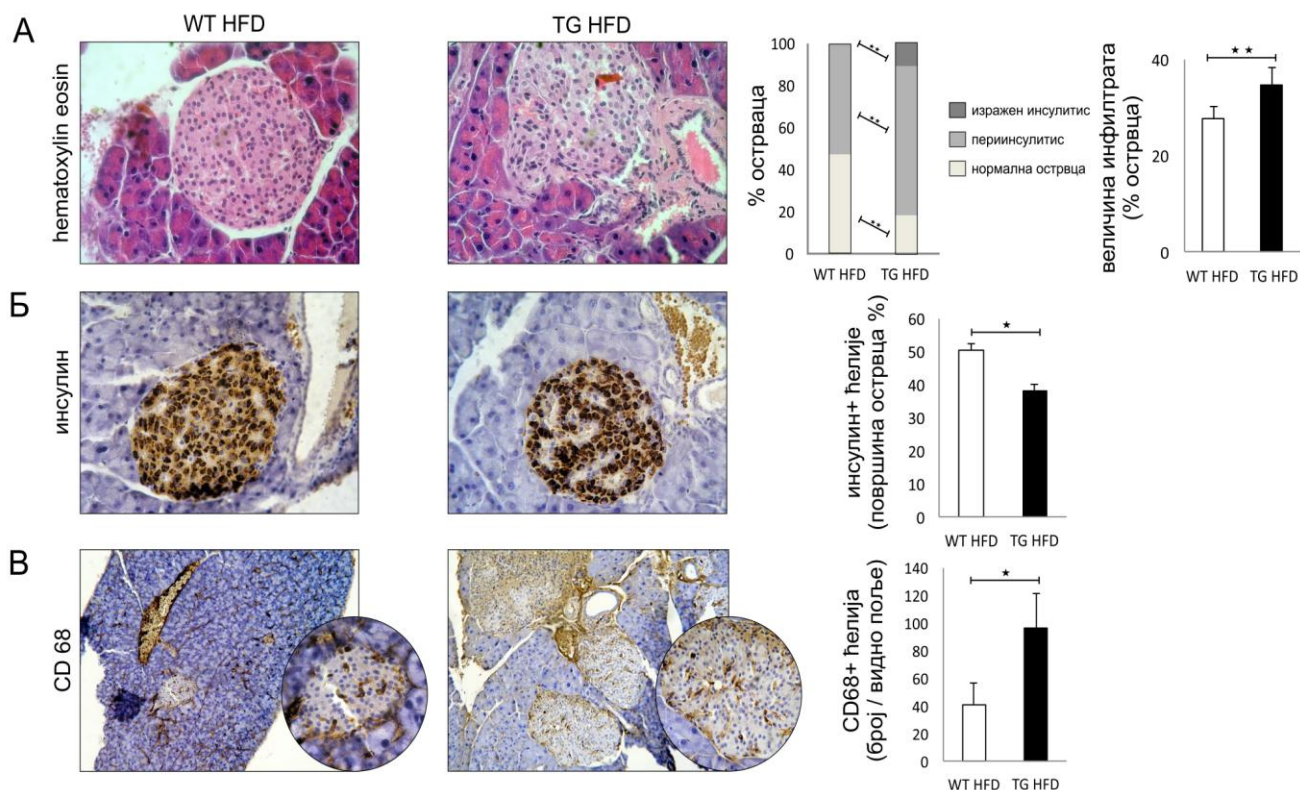 WT HFD
TG HFD
А
hematoxylin eosin
% острваца
100
80
60
40
20
0
**
**
**
WT HFD
TG HFD
изражен инсулитис
периинсулитис
нормална острвца
величина инфилтрата
(% острвца)
40
20
0
★ ★
WT HFD
TG HFD
Б
инсулин
инсулин+ ћелије
(површина острвца %)
60
50
40
30
20
10
0
★
WT HFD
TG HFD
В
CD 68
CD68+ ћелија
(број / видно поље)
140
120
100
80
60
40
20
0
★
WT HFD
TG HFD